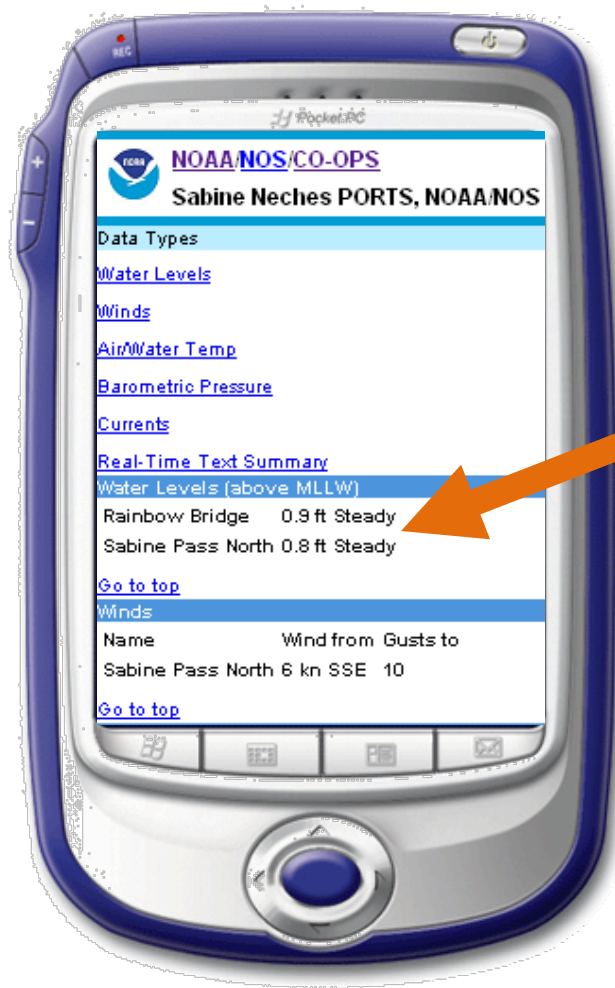 REC
Pocket PC
NOAA
NOAA/NOS/CO-OPS
Sabine Neches PORTS, NOAA/NOS
Data Types
Water Levels
Winds
Air/Water Temp
Barometric Pressure
Currents
Real-Time Text Summary
Water Levels (above MLLW)
Rainbow Bridge 0.9 ft Steady
Sabine Pass North 0.8 ft Steady
Go to top
Winds
Name Wind from Gusts to
Sabine Pass North 6 kn SSE 10
Go to top